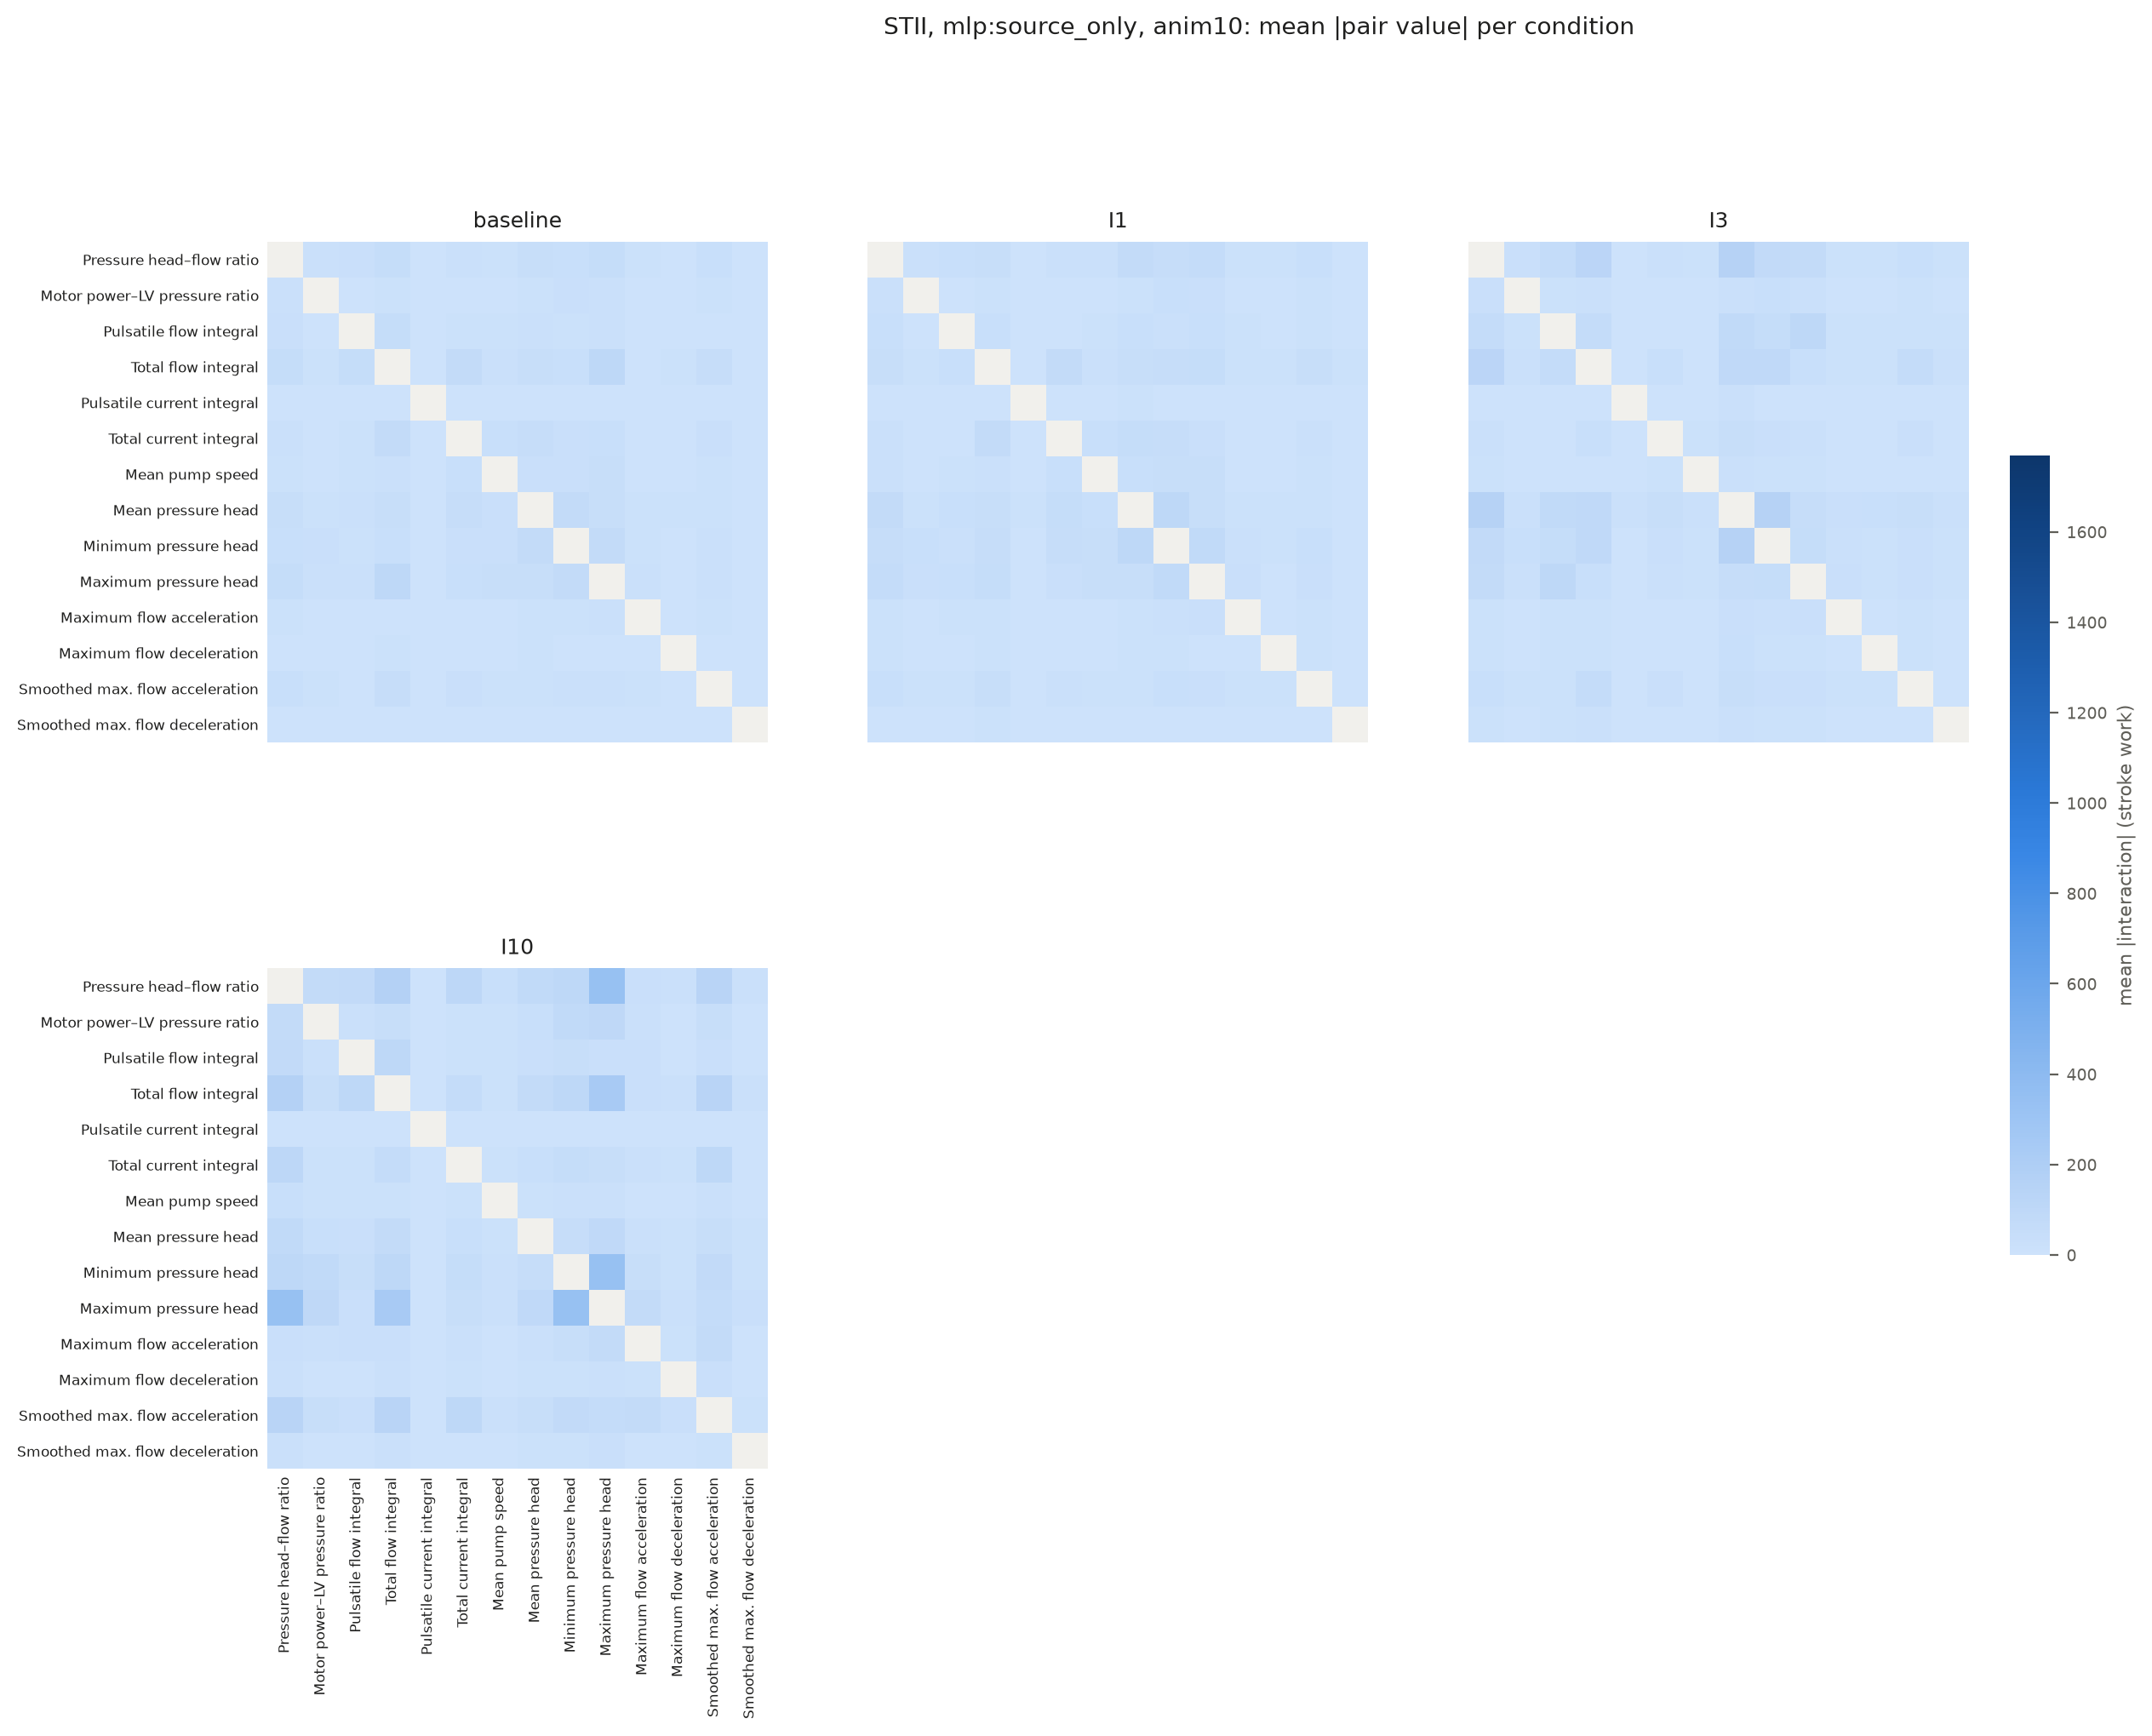 STII, mlp:source_only, anim10: mean |pair value| per condition
baseline
I1
I3
Pressure head–flow ratio
Motor power–LV pressure ratio
Pulsatile flow integral
Total flow integral
Pulsatile current integral
Total current integral
Mean pump speed
Mean pressure head
Minimum pressure head
Maximum pressure head
Maximum flow acceleration
Maximum flow deceleration
Smoothed max. flow acceleration
Smoothed max. flow deceleration
1600
1400
1200
1000
800
600
400
200
0
mean |interaction| (stroke work)
I10
Pressure head–flow ratio
Motor power–LV pressure ratio
Pulsatile flow integral
Total flow integral
Pulsatile current integral
Total current integral
Mean pump speed
Mean pressure head
Minimum pressure head
Maximum pressure head
Maximum flow acceleration
Maximum flow deceleration
Smoothed max. flow acceleration
Smoothed max. flow deceleration
Pressure head–flow ratio
Motor power–LV pressure ratio
Pulsatile flow integral
Total flow integral
Pulsatile current integral
Total current integral
Mean pump speed
Mean pressure head
Minimum pressure head
Maximum pressure head
Maximum flow acceleration
Maximum flow deceleration
Smoothed max. flow acceleration
Smoothed max. flow deceleration